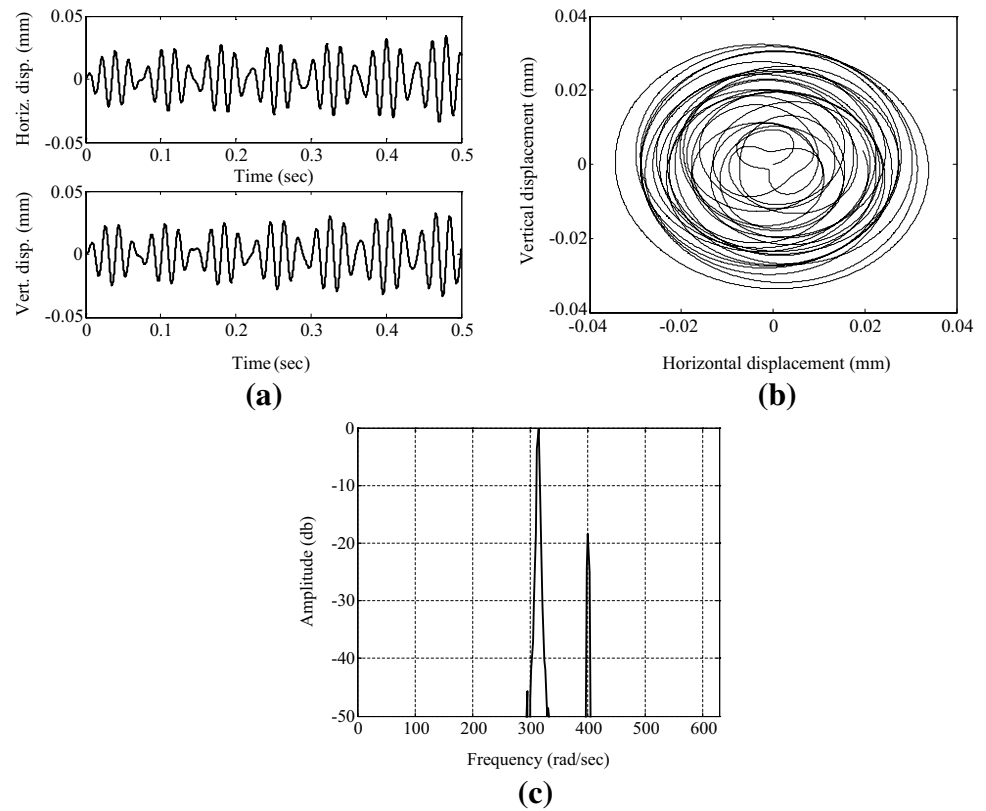 0.05
0
-0.05
Horiz. disp. (mm)
0 0.1 0.2 0.3 0.4 0.5
Time (sec)
0.05
0
-0.05
Vert. disp. (mm)
0 0.1 0.2 0.3 0.4 0.5
Time (sec)
(a)
0.04
0.02
0
-0.02
-0.04
Vertical displacement (mm)
-0.04 -0.02 0 0.02 0.04
Horizontal displacement (mm)
(b)
0
-10
-20
-30
-40
-50
Amplitude (db)
0 100 200 300 400 500 600
Frequency (rad/sec)
(c)